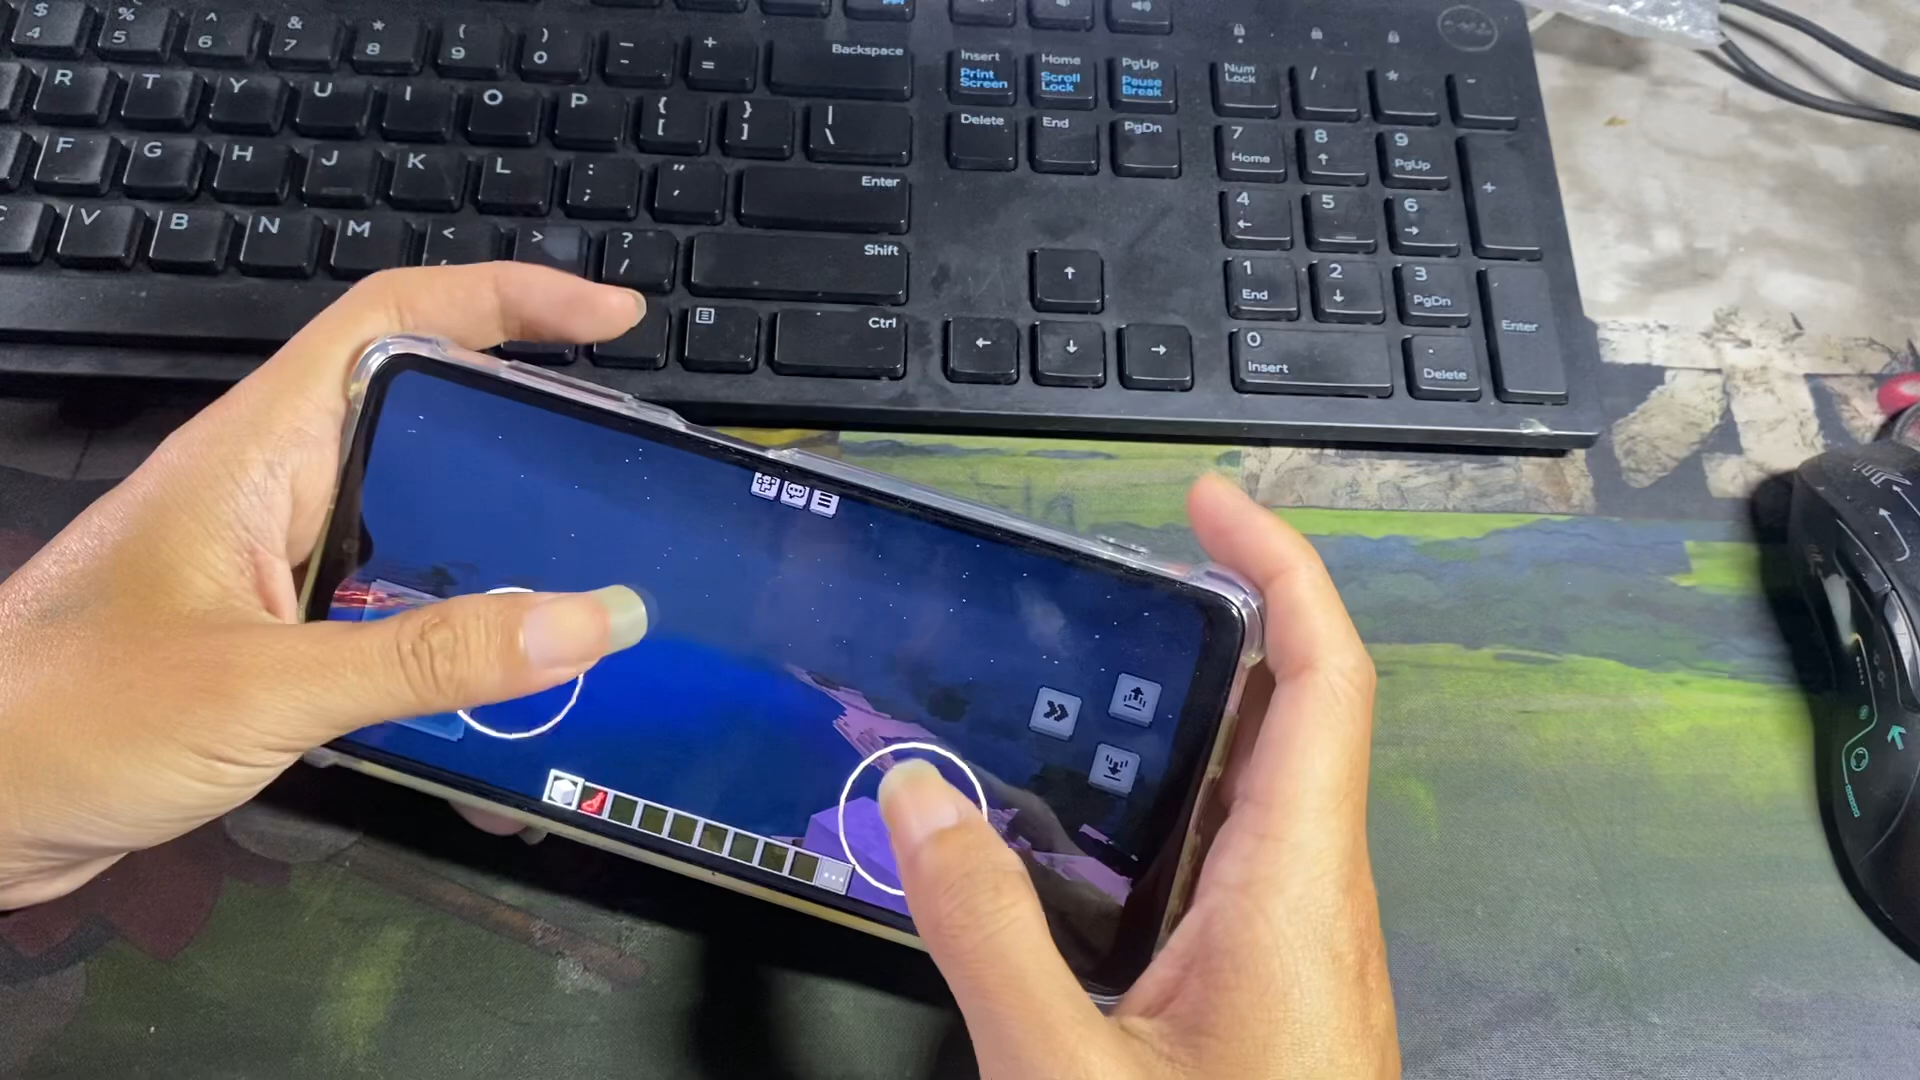 $ % ^ & * ( ) _ + Backspace
4 5 6 7 8 9 0 - =
Insert Home PgUp
Print Screen Scroll Lock Pause Break
Num Lock / * -
R T Y U I O P { } |
[ ] \
Delete End PgDn
7 8 9
Home ↑ PgUp
+
F G H J K L : " Enter
; '
4 5 6
← →
C V B N M < > ? Shift
/
↑
1 2 3
End ↓ PgDn
Enter
Ctrl
← ↓ →
0 .
Insert Delete
DELL